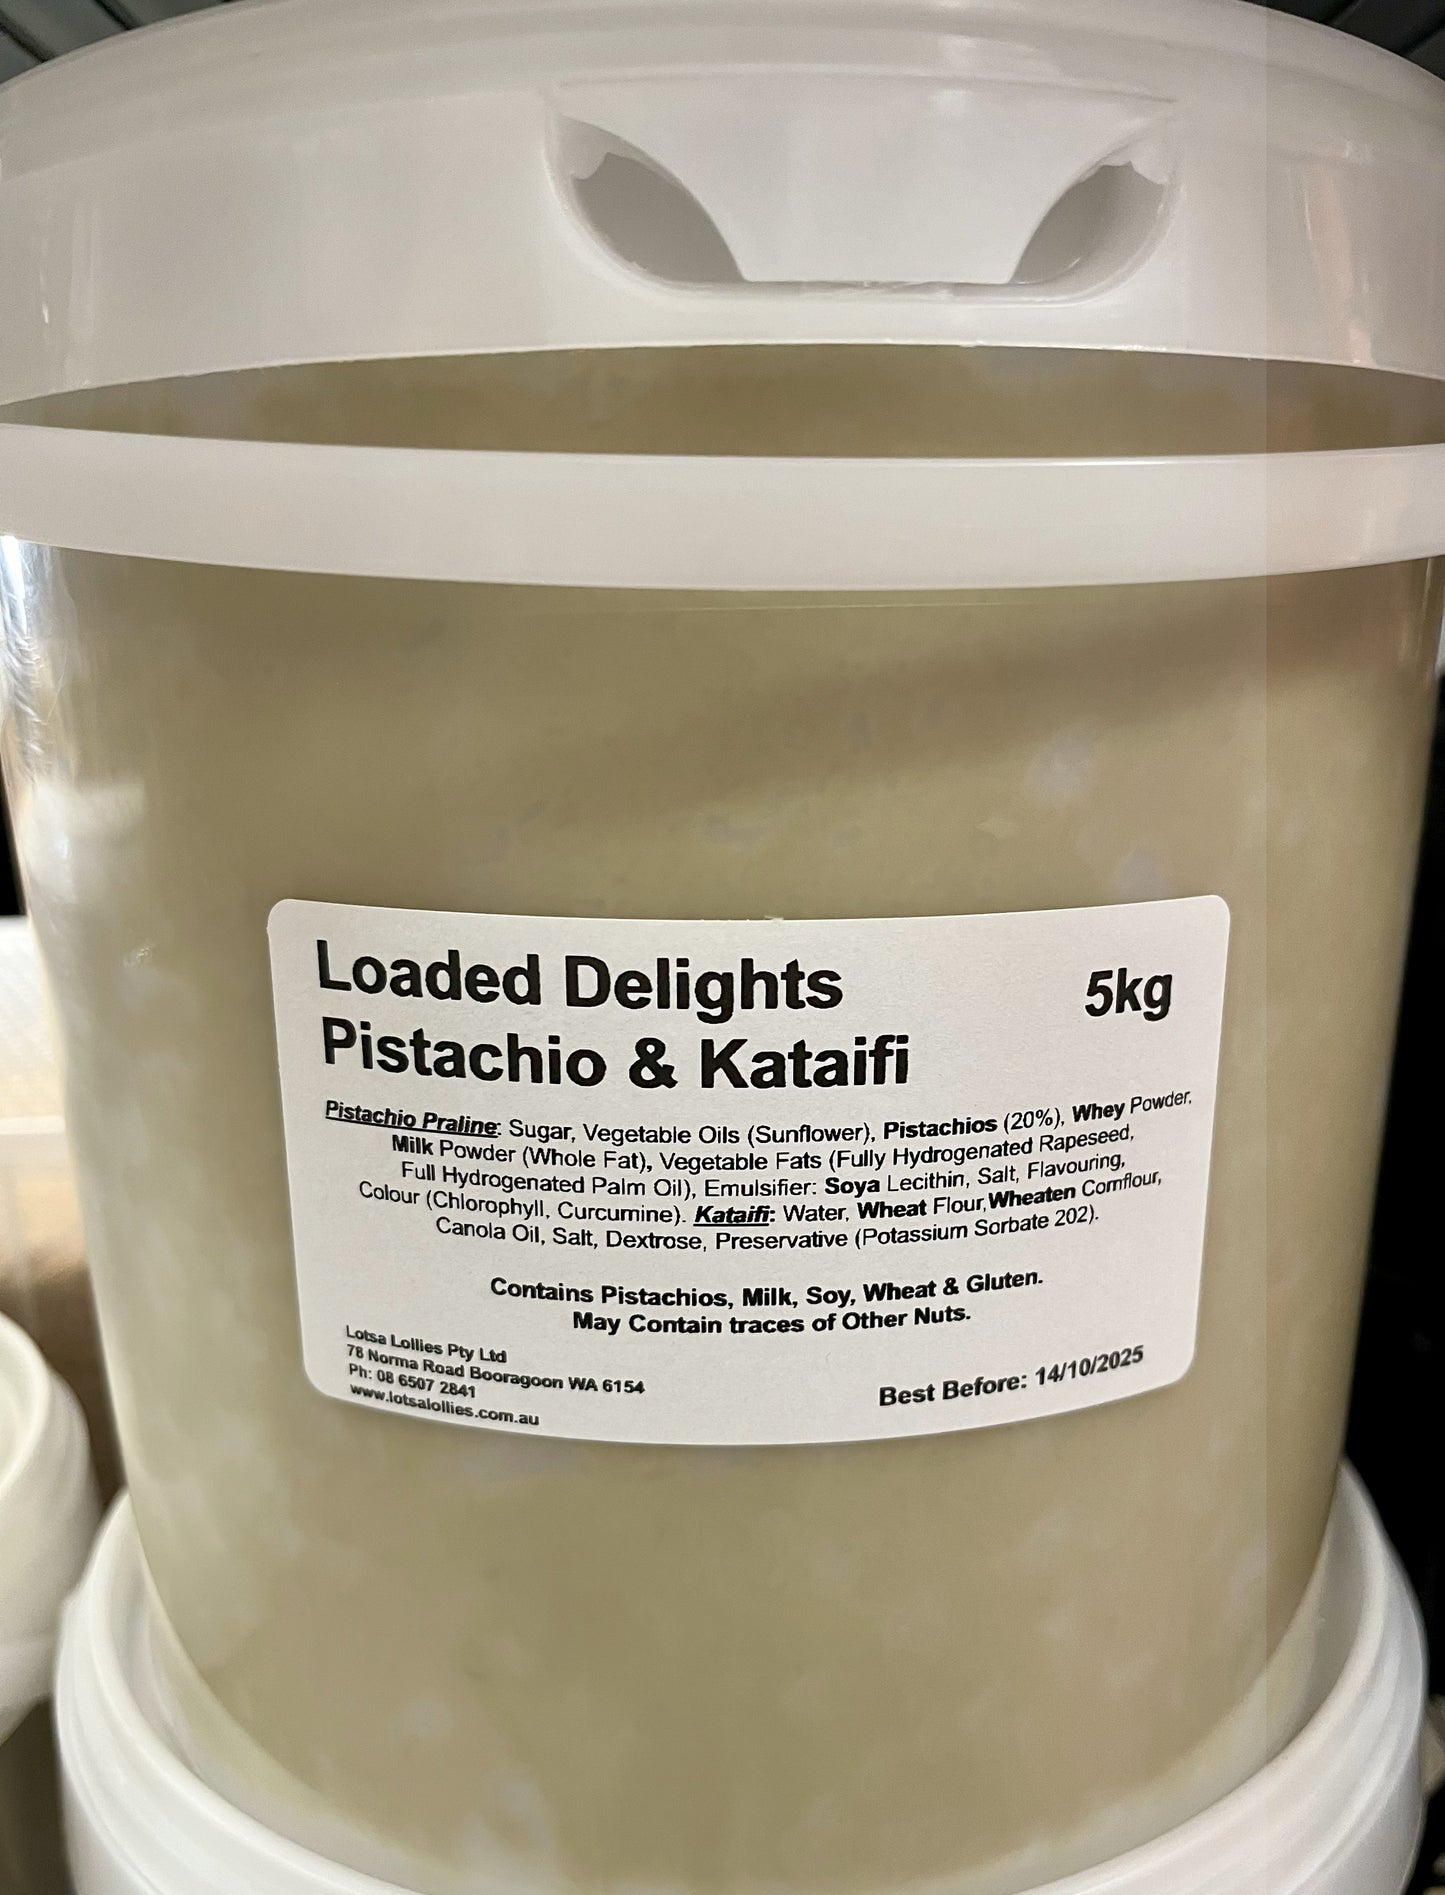 Loaded Delights
5kg
Pistachio & Kataifi
Pistachio Praline: Sugar, Vegetable Oils (Sunflower), Pistachios (20%), Whey Powder,
Milk Powder (Whole Fat), Vegetable Fats (Fully Hydrogenated Rapeseed,
Full Hydrogenated Palm Oil), Emulsifier: Soya Lecithin, Salt, Flavouring,
Colour (Chlorophyll, Curcumine). Kataifi: Water, Wheat Flour,Wheaten Cornflour,
Canola Oil, Salt, Dextrose, Preservative (Potassium Sorbate 202).
Contains Pistachios, Milk, Soy, Wheat & Gluten.
May Contain traces of Other Nuts.
Lotsa Lollies Pty Ltd
78 Norma Road Booragoon WA 6154
Ph: 08 6507 2841
www.lotsalollies.com.au
Best Before: 14/10/2025